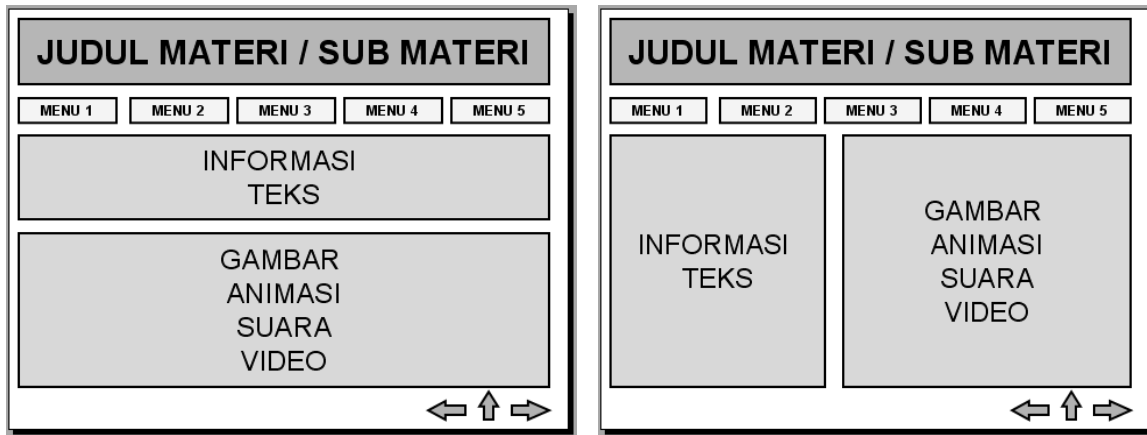 JUDUL MATERI / SUB MATERI
MENU 1 MENU 2 MENU 3 MENU 4 MENU 5
INFORMASI
TEKS
GAMBAR
ANIMASI
SUARA
VIDEO
JUDUL MATERI / SUB MATERI
MENU 1 MENU 2 MENU 3 MENU 4 MENU 5
INFORMASI
TEKS
GAMBAR
ANIMASI
SUARA
VIDEO